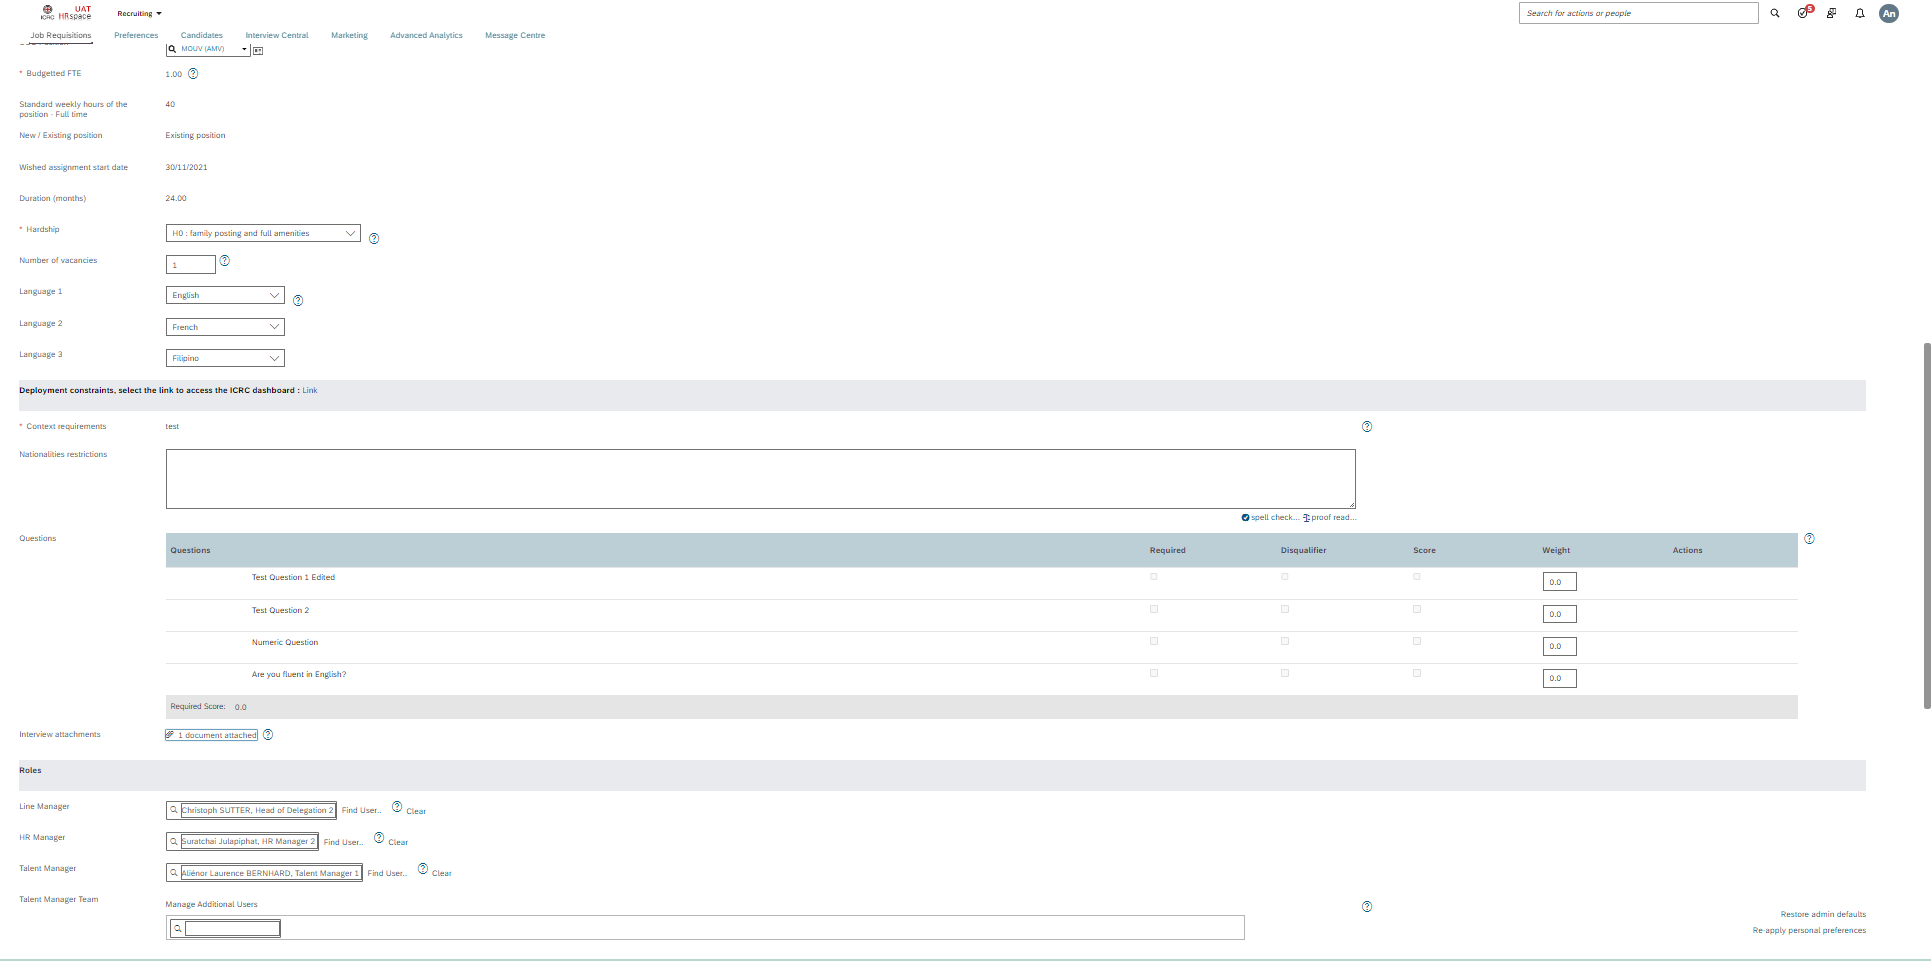 ICRC
UAT
HRspace
Recruiting
Search for actions or people
5
An
Job Requisitions
Preferences
Candidates
Interview Central
Marketing
Advanced Analytics
Message Centre
MOUV (AMV)
* Budgetted FTE
1.00
Standard weekly hours of the
position - Full time
40
New / Existing position
Existing position
Wished assignment start date
30/11/2021
Duration (months)
24.00
* Hardship
H0 : family posting and full amenities
Number of vacancies
1
Language 1
English
Language 2
French
Language 3
Filipino
Deployment constraints, select the link to access the ICRC dashboard : Link
* Context requirements
test
Nationalities restrictions
spell check... proof read...
Questions
Questions
Required
Disqualifier
Score
Weight
Actions
Test Question 1 Edited
0.0
Test Question 2
0.0
Numeric Question
0.0
Are you fluent in English?
0.0
Required Score: 0.0
Interview attachments
1 document attached
Roles
Line Manager
Christoph SUTTER, Head of Delegation 2
Find User..
Clear
HR Manager
Suratchai Julapiphat, HR Manager 2
Find User..
Clear
Talent Manager
Aliénor Laurence BERNHARD, Talent Manager 1
Find User..
Clear
Talent Manager Team
Manage Additional Users
Restore admin defaults
Re-apply personal preferences